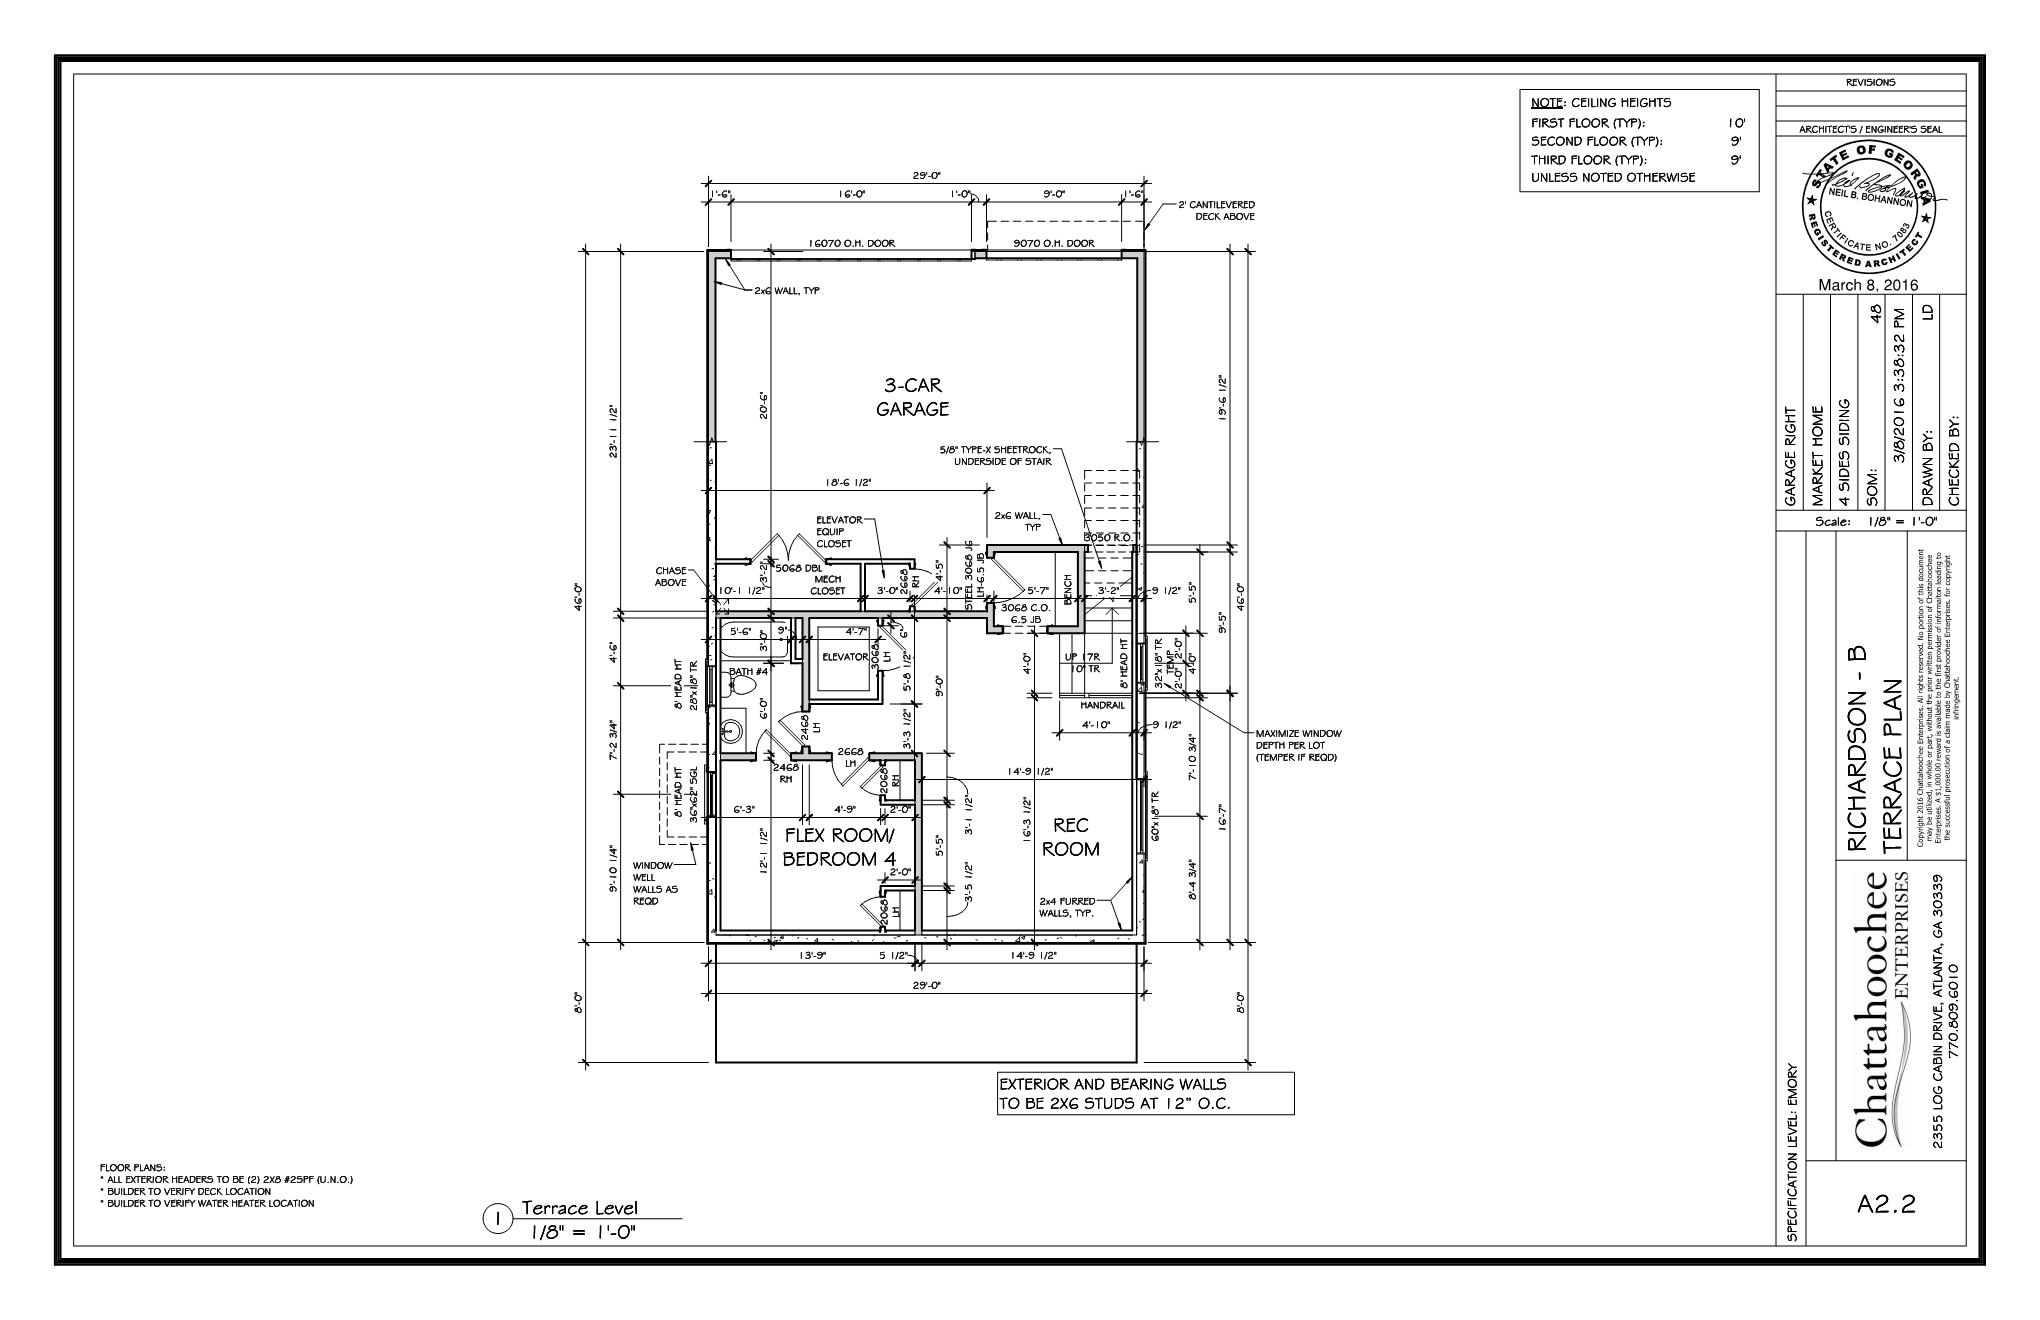 NOTE: CEILING HEIGHTS
FIRST FLOOR (TYP): 10'
SECOND FLOOR (TYP): 9'
THIRD FLOOR (TYP): 9'
UNLESS NOTED OTHERWISE
REVISIONS
ARCHITECT'S / ENGINEER'S SEAL
STATE OF GEORGIA
NEIL B. BOHANNON
CERTIFICATE NO. 7083
REGISTERED ARCHITECT
March 8, 2016
GARAGE RIGHT
MARKET HOME
4 SIDES SIDING
SOM: 48
3/8/2016 3:38:32 PM
DRAWN BY: LD
CHECKED BY:
Scale: 1/8" = 1'-0"
RICHARDSON - B
TERRACE PLAN
Copyright 2016 Chattahoochee Enterprises. All rights reserved. No portion of this document
may be utilized, in whole or part, without the prior written permission of Chattahoochee
Enterprises. A $1,000.00 reward is available to the first provider of informaiton leading to
the successful prosecution of a claim made by Chattahoochee Enterprises. for copyright
infringement.
Chattahoochee
ENTERPRISES
2355 LOG CABIN DRIVE, ATLANTA, GA 30339
770.809.6010
SPECIFICATION LEVEL: EMORY
A2.2
29'-0"
1'-6"
16'-0"
1'-0"
9'-0"
1'-6"
2' CANTILEVERED
DECK ABOVE
16070 O.H. DOOR
9070 O.H. DOOR
2x6 WALL, TYP
3-CAR
GARAGE
20'-6"
23'-11 1/2"
19'-6 1/2"
5/8" TYPE-X SHEETROCK,
UNDERSIDE OF STAIR
18'-6 1/2"
ELEVATOR
EQUIP
CLOSET
2x6 WALL,
TYP
3050 R.O.
CHASE
ABOVE
5068 DBL
3'-2"
MECH
CLOSET
10'-1 1/2"
3'-0"
2668
RH
4'-5"
4'-10"
STEEL 3068 JG
LH-6.5 JB
5'-7"
BENCH
3'-2"
9 1/2"
5'-5"
3068 C.O.
6.5 JB
46'-0"
46'-0"
9'-5"
4'-6"
5'-6"
9"
3'-0"
4'-7"
6"
ELEVATOR
3068
LH
5'-8 1/2"
BATH #4
8' HEAD HT
28"x18" TR
6'-0"
9'-0"
4'-0"
UP 17R
10" TR
8' HEAD HT
32"x18" TR
TEMP
2'-0"
2'-0"
4'-0"
HANDRAIL
4'-10"
9 1/2"
MAXIMIZE WINDOW
DEPTH PER LOT
(TEMPER IF REQD)
7'-2 3/4"
2468
LH
3'-3 1/2"
2668
LH
2468
RH
2068
RH
14'-9 1/2"
7'-10 3/4"
8' HEAD HT
36"x62" SGL
6'-3"
4'-9"
2'-0"
3'-1 1/2"
16'-3 1/2"
60"x18" TR
16'-7"
FLEX ROOM/
BEDROOM 4
12'-1 1/2"
REC
ROOM
5'-5"
9'-10 1/4"
WINDOW
WELL
WALLS AS
REQD
2'-0"
3'-5 1/2"
8'-4 3/4"
2068
LH
2x4 FURRED
WALLS, TYP.
13'-9"
5 1/2"
14'-9 1/2"
29'-0"
8'-0"
8'-0"
EXTERIOR AND BEARING WALLS
TO BE 2X6 STUDS AT 12" O.C.
FLOOR PLANS:
* ALL EXTERIOR HEADERS TO BE (2) 2X8 #2SPF (U.N.O.)
* BUILDER TO VERIFY DECK LOCATION
* BUILDER TO VERIFY WATER HEATER LOCATION
1
Terrace Level
1/8" = 1'-0"